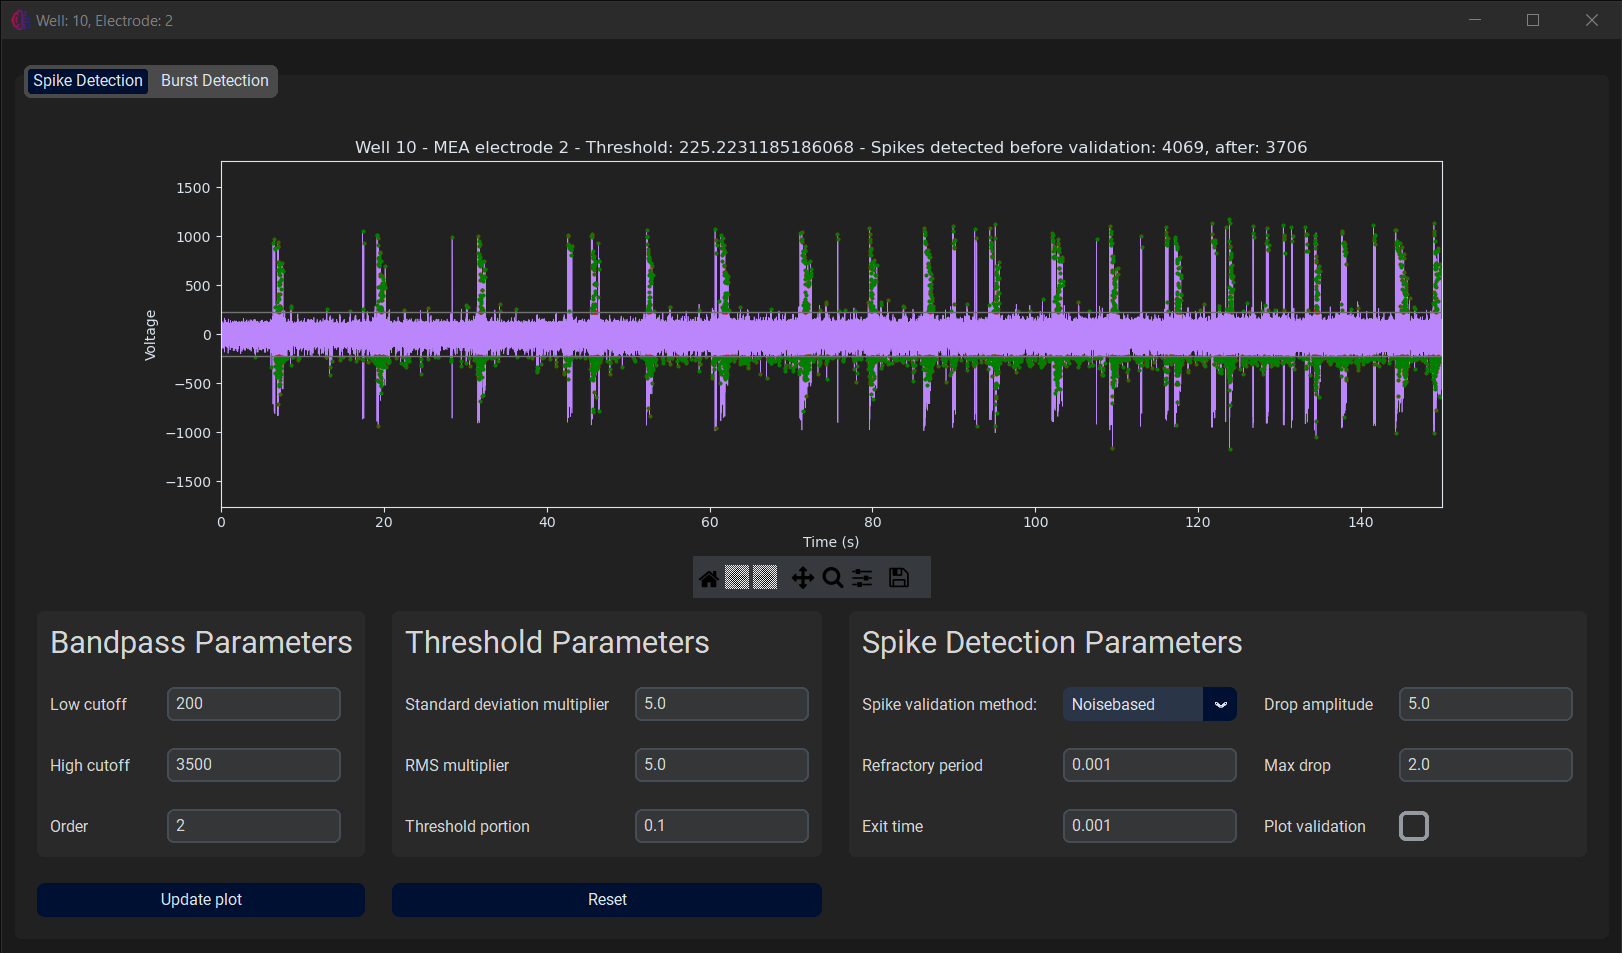 Well: 10, Electrode: 2
Spike Detection Burst Detection
Well 10 - MEA electrode 2 - Threshold: 225.2231185186068 - Spikes detected before validation: 4069, after: 3706
1500
1000
500
0
−500
−1000
−1500
Voltage
0 20 40 60 80 100 120 140
Time (s)
Bandpass Parameters
Low cutoff 200
High cutoff 3500
Order 2
Threshold Parameters
Standard deviation multiplier 5.0
RMS multiplier 5.0
Threshold portion 0.1
Spike Detection Parameters
Spike validation method: Noisebased Drop amplitude 5.0
Refractory period 0.001 Max drop 2.0
Exit time 0.001 Plot validation
Update plot
Reset